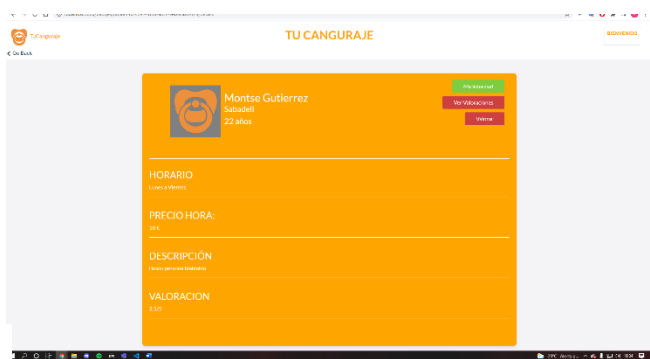 TuCanguraje
TU CANGURAJE
BIENVENIDO
Go Back
Montse Gutierrez
Sabadell
22 años
Ver Valoraciones
Valorar
HORARIO
Lunes a Viernes
PRECIO HORA:
10 €
DESCRIPCIÓN
VALORACION